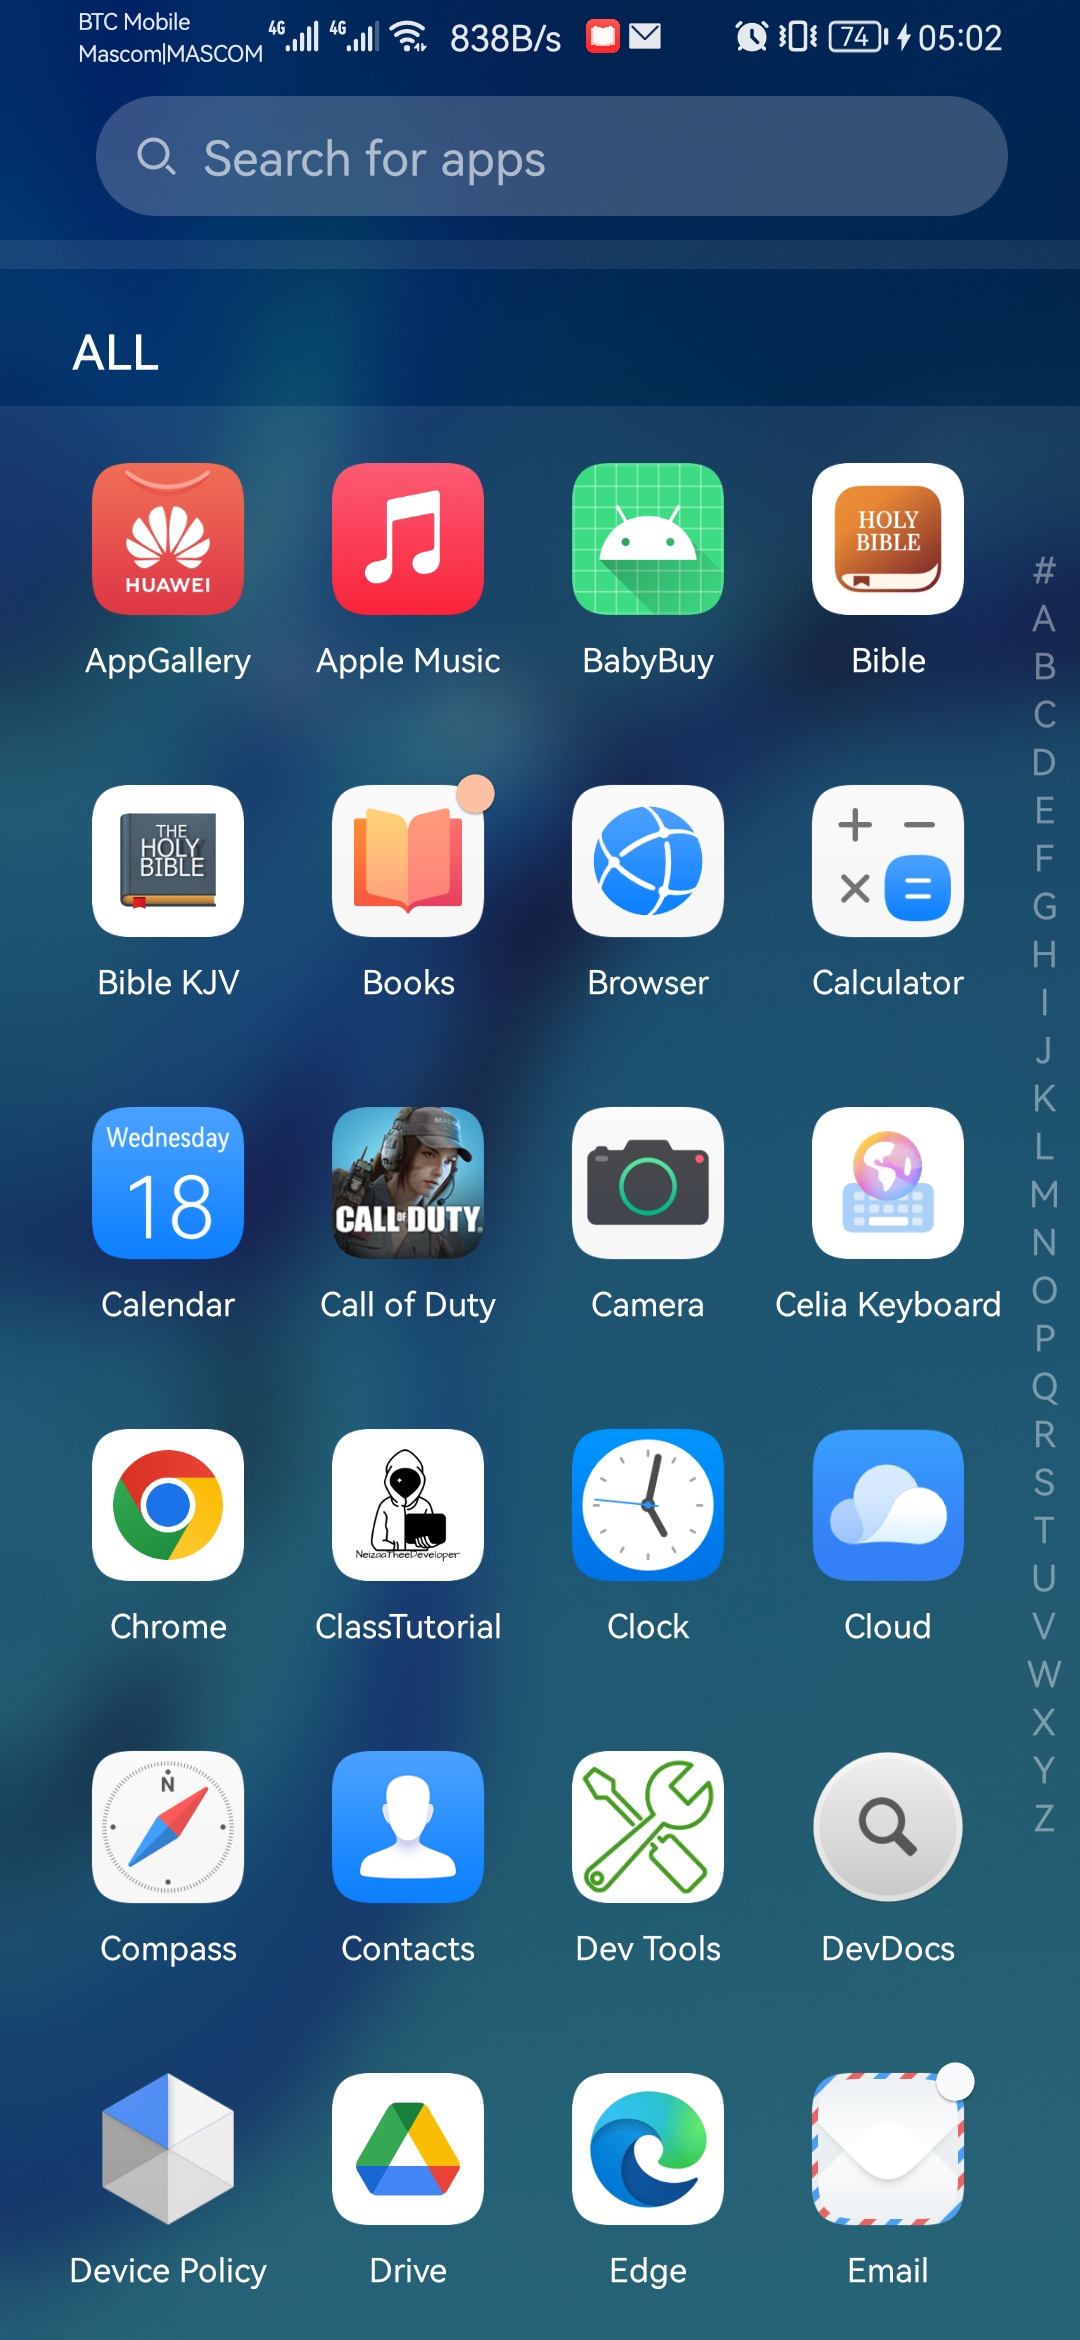 BTC Mobile
Mascom|MASCOM
4G 4G 838B/s 74 05:02
Search for apps
ALL
HUAWEI
HOLY
BIBLE
AppGallery Apple Music BabyBuy Bible
THE
HOLY
BIBLE
Bible KJV Books Browser Calculator
Wednesday
18
CALL OF DUTY
Calendar Call of Duty Camera Celia Keyboard
NeizaaTheeDeveloper
Chrome ClassTutorial Clock Cloud
N
Compass Contacts Dev Tools DevDocs
Device Policy Drive Edge Email
#
A
B
C
D
E
F
G
H
I
J
K
L
M
N
O
P
Q
R
S
T
U
V
W
X
Y
Z